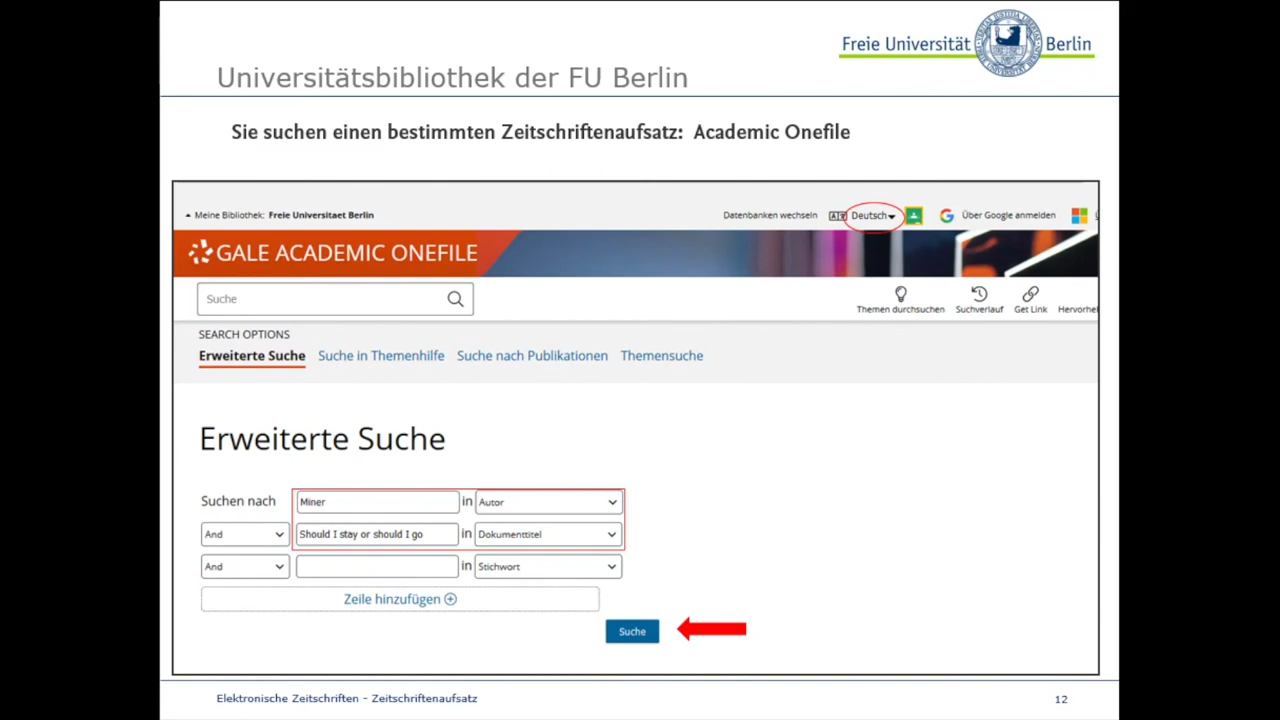 Freie Universität Berlin
Universitätsbibliothek der FU Berlin
Sie suchen einen bestimmten Zeitschriftenaufsatz: Academic Onefile
Meine Bibliothek: Freie Universitaet Berlin
Datenbanken wechseln Deutsch Über Google anmelden
GALE ACADEMIC ONEFILE
Suche
Themen durchsuchen Suchverlauf Get Link Hervorhe
SEARCH OPTIONS
Erweiterte Suche Suche in Themenhilfe Suche nach Publikationen Themensuche
Erweiterte Suche
Suchen nach Miner in Autor
And Should I stay or should I go in Dokumenttitel
And in Stichwort
Zeile hinzufügen
Suche
Elektronische Zeitschriften - Zeitschriftenaufsatz 12